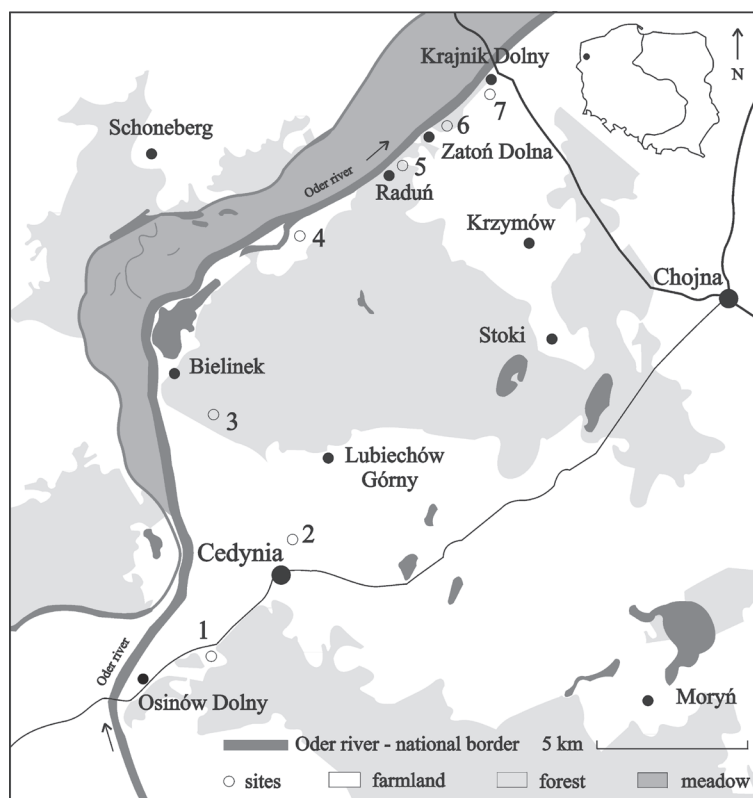 Krajnik Dolny
N
7
Schoneberg
6
Zatoń Dolna
Oder river
5
Raduń
4
Krzymów
Chojna
Stoki
Bielinek
3
Lubiechów
Górny
2
Cedynia
1
Oder river
Osinów Dolny
Moryń
Oder river - national border 5 km
sites farmland forest meadow